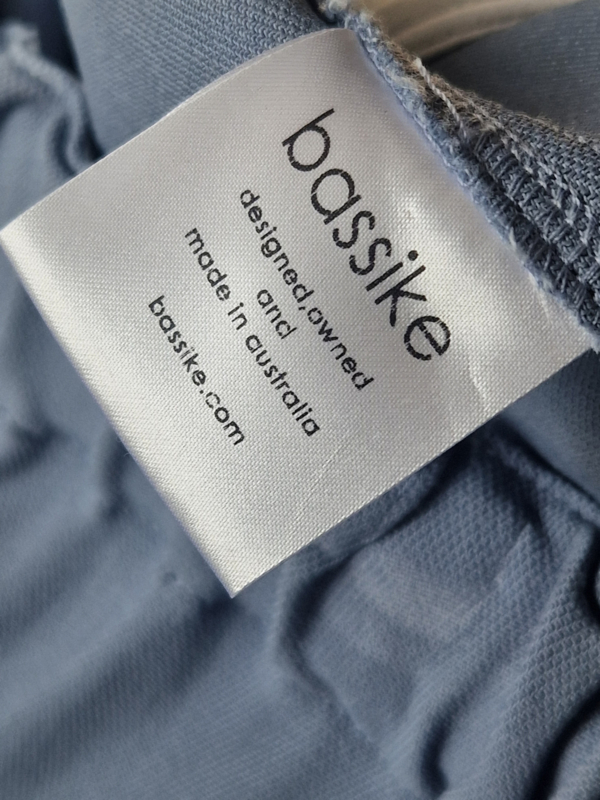 bassike
designed,owned
and
made in australia
bassike.com